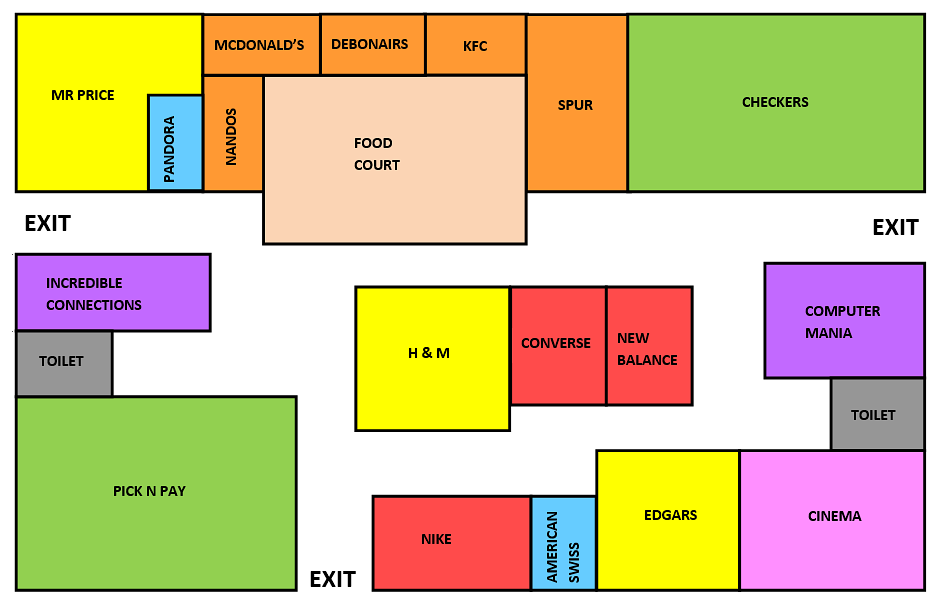 MCDONALD'S
DEBONAIRS
KFC
MR PRICE
PANDORA
NANDOS
FOOD
COURT
SPUR
CHECKERS
EXIT
EXIT
INCREDIBLE
CONNECTIONS
TOILET
H & M
CONVERSE
NEW
BALANCE
COMPUTER
MANIA
TOILET
PICK N PAY
NIKE
AMERICAN
SWISS
EDGARS
CINEMA
EXIT